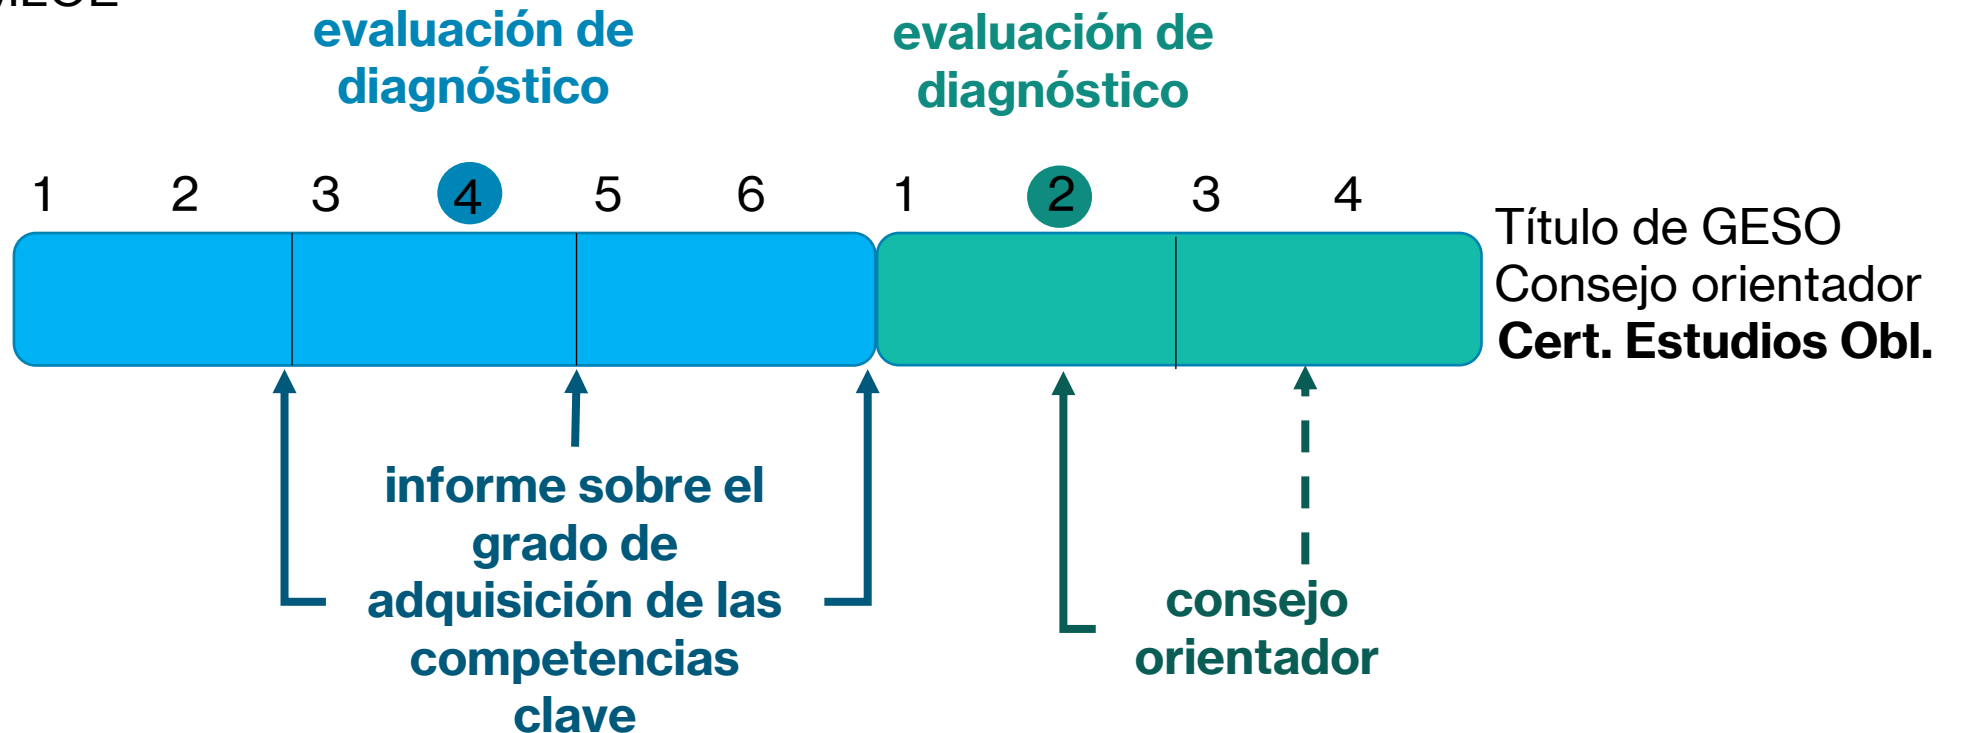 evaluación de
diagnóstico
evaluación de
diagnóstico
1 2 3 4 5 6 1 2 3 4
Título de GESO
Consejo orientador
Cert. Estudios Obl.
informe sobre el
grado de
adquisición de las
competencias
clave
consejo
orientador